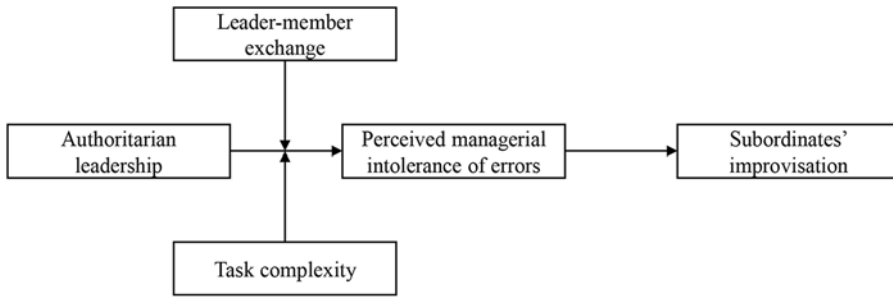 Leader-member
exchange
Authoritarian
leadership
Perceived managerial
intolerance of errors
Subordinates’
improvisation
Task complexity